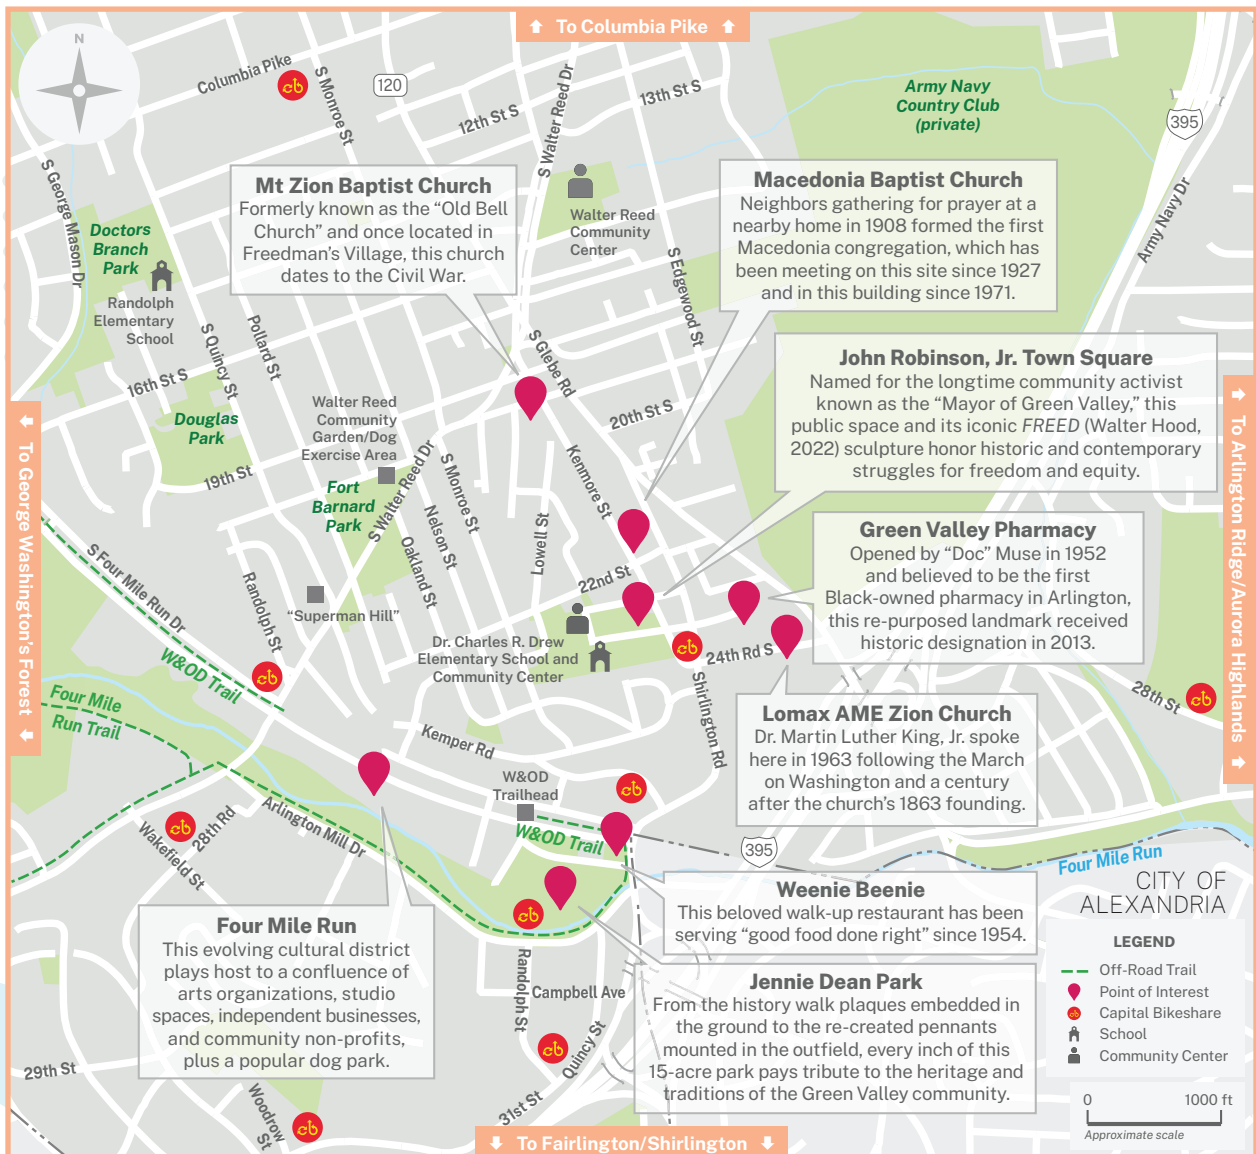 To Columbia Pike
N
Columbia Pike
S Monroe St
120
12th St S
S Walter Reed Dr
13th St S
Army Navy
Country Club
(private)
395
Army Navy Dr
S George Mason Dr
Doctors
Branch
Park
Randolph
Elementary
School
Mt Zion Baptist Church
Formerly known as the “Old Bell
Church” and once located in
Freedman’s Village, this church
dates to the Civil War.
Walter Reed
Community
Center
S Edgewood St
Macedonia Baptist Church
Neighbors gathering for prayer at a
nearby home in 1908 formed the first
Macedonia congregation, which has
been meeting on this site since 1927
and in this building since 1971.
John Robinson, Jr. Town Square
Named for the longtime community activist
known as the “Mayor of Green Valley,” this
public space and its iconic FREED (Walter Hood,
2022) sculpture honor historic and contemporary
struggles for freedom and equity.
S Quincy St
Pollard St
16th St S
S Glebe Rd
20th St S
Douglas
Park
Walter Reed
Community
Garden/Dog
Exercise Area
19th St
Fort
Barnard
Park
S Walter Reed Dr
S Monroe St
Nelson St
Oakland St
Kenmore St
Lowell St
22nd St
To George Washington’s Forest
To Arlington Ridge/Aurora Highlands
Green Valley Pharmacy
Opened by “Doc” Muse in 1952
and believed to be the first
Black-owned pharmacy in Arlington,
this re-purposed landmark received
historic designation in 2013.
S Four Mile Run Dr
Randolph St
“Superman Hill”
W&OD Trail
Dr. Charles R. Drew
Elementary School and
Community Center
24th Rd S
Shirlington Rd
28th St
Four Mile
Run Trail
Kemper Rd
Lomax AME Zion Church
Dr. Martin Luther King, Jr. spoke
here in 1963 following the March
on Washington and a century
after the church’s 1863 founding.
W&OD
Trailhead
W&OD Trail
Arlington Mill Dr
28th Rd
Wakefield St
395
Four Mile Run
CITY OF
ALEXANDRIA
Weenie Beenie
This beloved walk-up restaurant has been
serving “good food done right” since 1954.
Four Mile Run
This evolving cultural district
plays host to a confluence of
arts organizations, studio
spaces, independent businesses,
and community non-profits,
plus a popular dog park.
Randolph St
Campbell Ave
Quincy St
Jennie Dean Park
From the history walk plaques embedded in
the ground to the re-created pennants
mounted in the outfield, every inch of this
15-acre park pays tribute to the heritage and
traditions of the Green Valley community.
LEGEND
Off-Road Trail
Point of Interest
Capital Bikeshare
School
Community Center
29th St
Woodrow
St
31st St
0 1000 ft
Approximate scale
To Fairlington/Shirlington